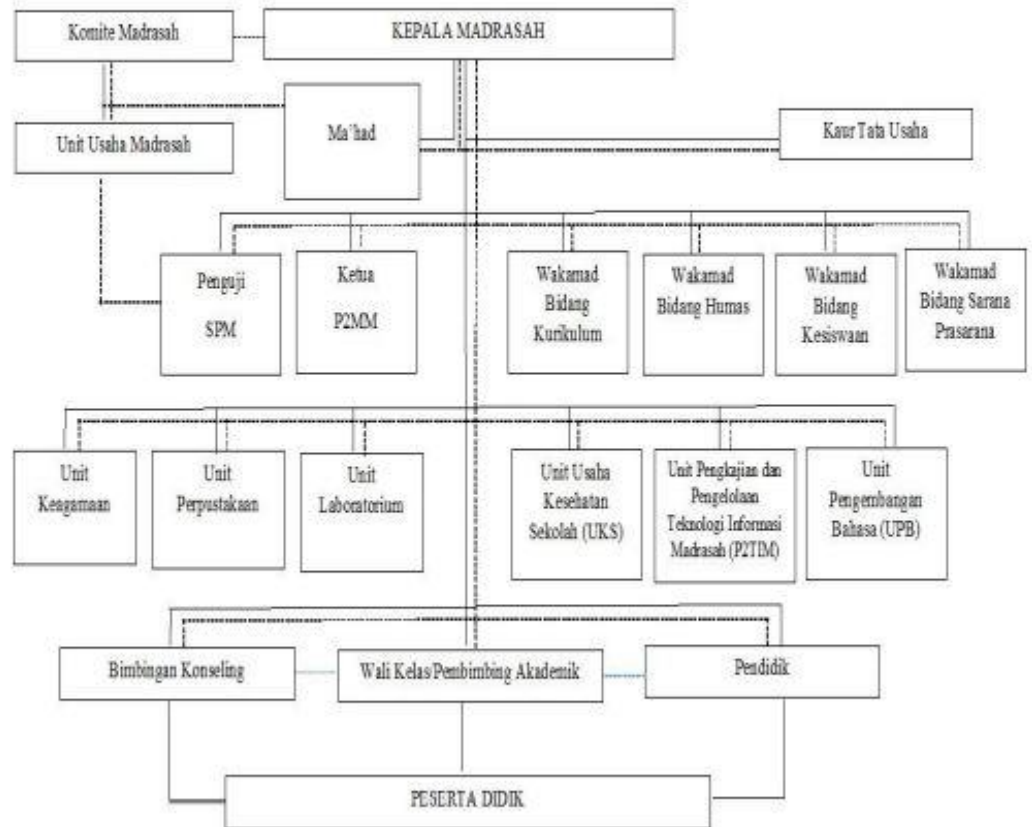 Komite Madrasah
KEPALA MADRASAH
Ma'had
Unit Usaha Madrasah
Kaur Tata Usaha
Penguji
SPM
Ketua
P2MM
Wakamad
Bidang
Kurikulum
Wakamad
Bidang Humas
Wakamad
Bidang
Kesiswaan
Wakamad
Bidang Sarana
Prasarana
Unit
Keagamaan
Unit
Perpustakaan
Unit
Laboratorium
Unit Usaha
Kesehatan
Sekolah (UKS)
Unit Pengkajian dan
Pengelolaan
Teknologi Informasi
Madrasah (P2TIM)
Unit
Pengembangan
Bahasa (UPB)
Bimbingan Konseling
Wali Kelas/Pembimbing Akademik
Pendidik
PESERTA DIDIK